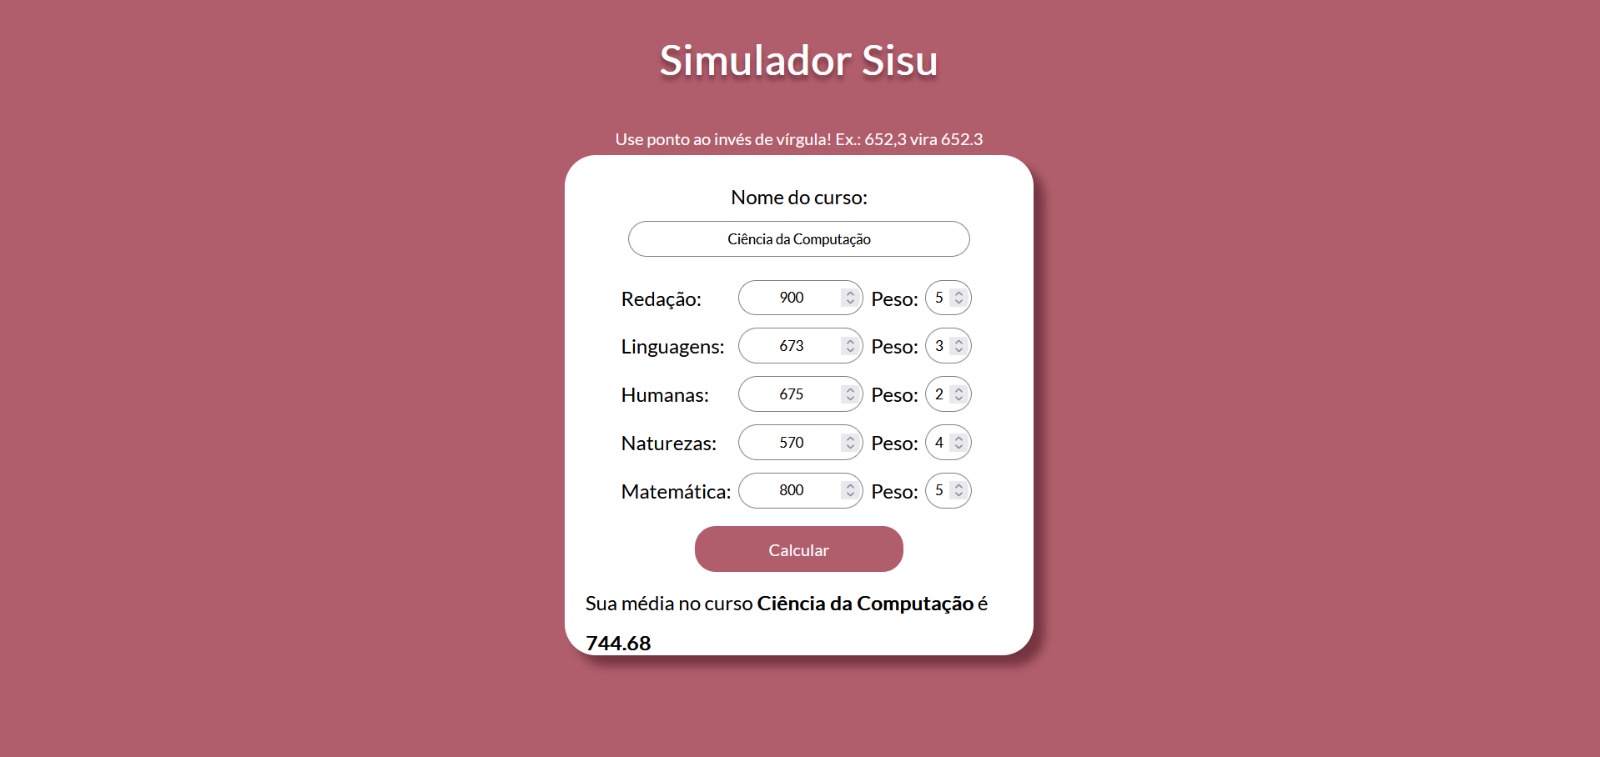 Simulador Sisu
Use ponto ao invés de vírgula! Ex.: 652,3 vira 652.3
Nome do curso:
Ciência da Computação
Redação: 900 Peso: 5
Linguagens: 673 Peso: 3
Humanas: 675 Peso: 2
Naturezas: 570 Peso: 4
Matemática: 800 Peso: 5
Calcular
Sua média no curso Ciência da Computação é
744.68